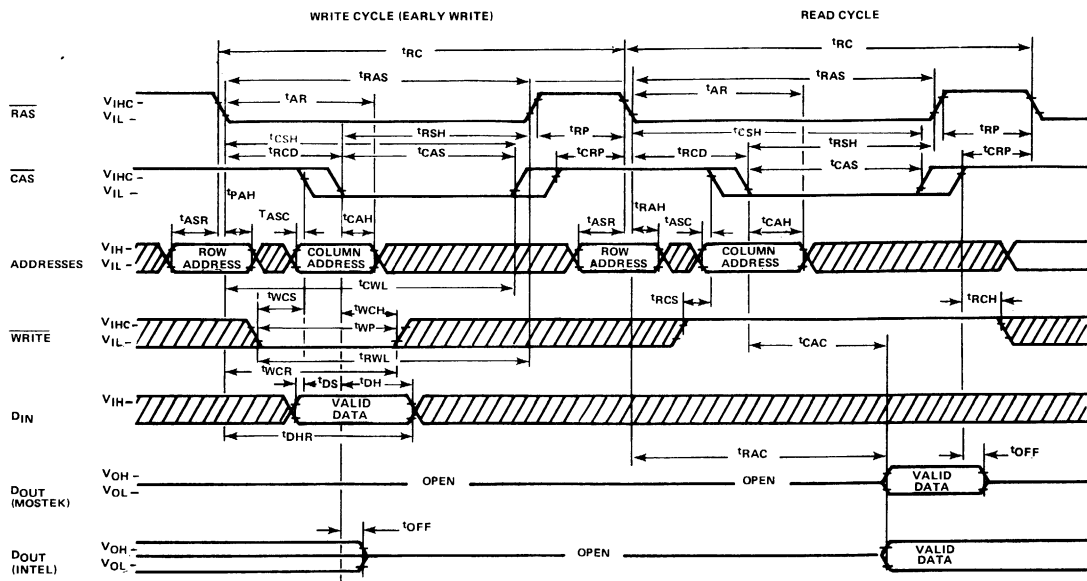 WRITE CYCLE (EARLY WRITE) READ CYCLE
tRC tRC
tRAS tRAS
tAR tAR
RAS VIHC VIL
tCSH tRSH tRP tCSH tRSH tRP
tRCD tCAS tCRP tRCD tCAS tCRP
CAS VIHC VIL
tPAH tRAH
tASR TASC tCAH tASR tASC tCAH
ADDRESSES VIH VIL
ROW ADDRESS COLUMN ADDRESS ROW ADDRESS COLUMN ADDRESS
tCWL
tWCS tWCH tRCS tRCH
WRITE VIHC VIL
tWP
tRWL tCAC
tWCR
tDS tDH
DIN VIH
VALID DATA
tDHR
tRAC tOFF
DOUT (MOSTEK) VOH VOL
OPEN OPEN VALID DATA
tOFF
DOUT (INTEL) VOH VOL
OPEN VALID DATA